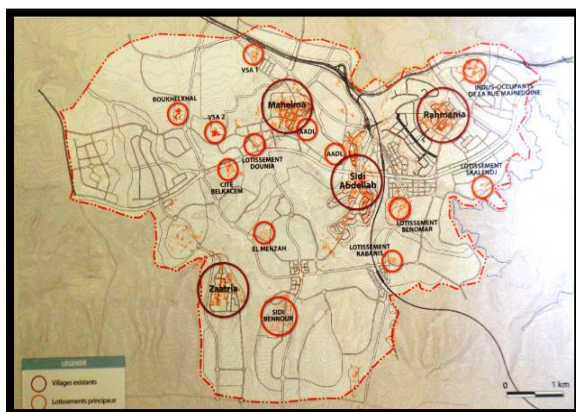 VSA 1
BOUKHELKHAL
VSA 2
Mahelma
AADL
LOTISSEMENT
DOUNIA
CITÉ
BELKACEM
AADL
Sidi
Abdellah
Rahmania
INDUS-OCCUPANTS
DE LA RUE MAHIEDDINE
LOTISSEMENT
SKALENDJ
LOTISSEMENT
BENOMAR
LOTISSEMENT
KABANIS
EL MENZAH
Zaatria
SIDI
BENNOUR
LEGENDE
Villages existants
Lotissements principaux
0 1 km